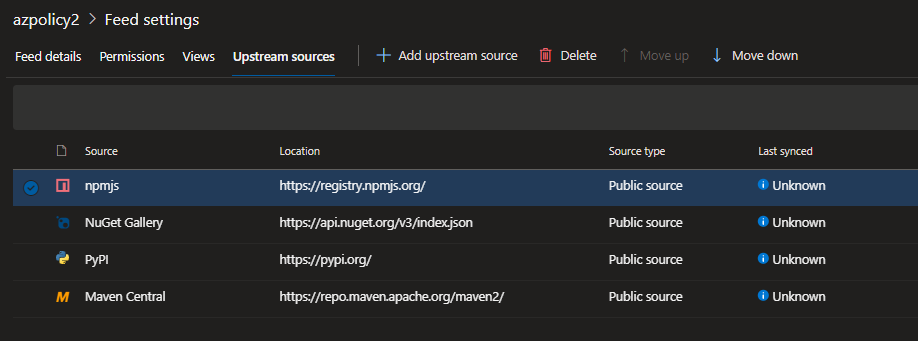 azpolicy2 > Feed settings
Feed details Permissions Views Upstream sources + Add upstream source Delete ↑ Move up ↓ Move down
Source Location Source type Last synced
npmjs https://registry.npmjs.org/ Public source Unknown
NuGet Gallery https://api.nuget.org/v3/index.json Public source Unknown
PyPI https://pypi.org/ Public source Unknown
Maven Central https://repo.maven.apache.org/maven2/ Public source Unknown